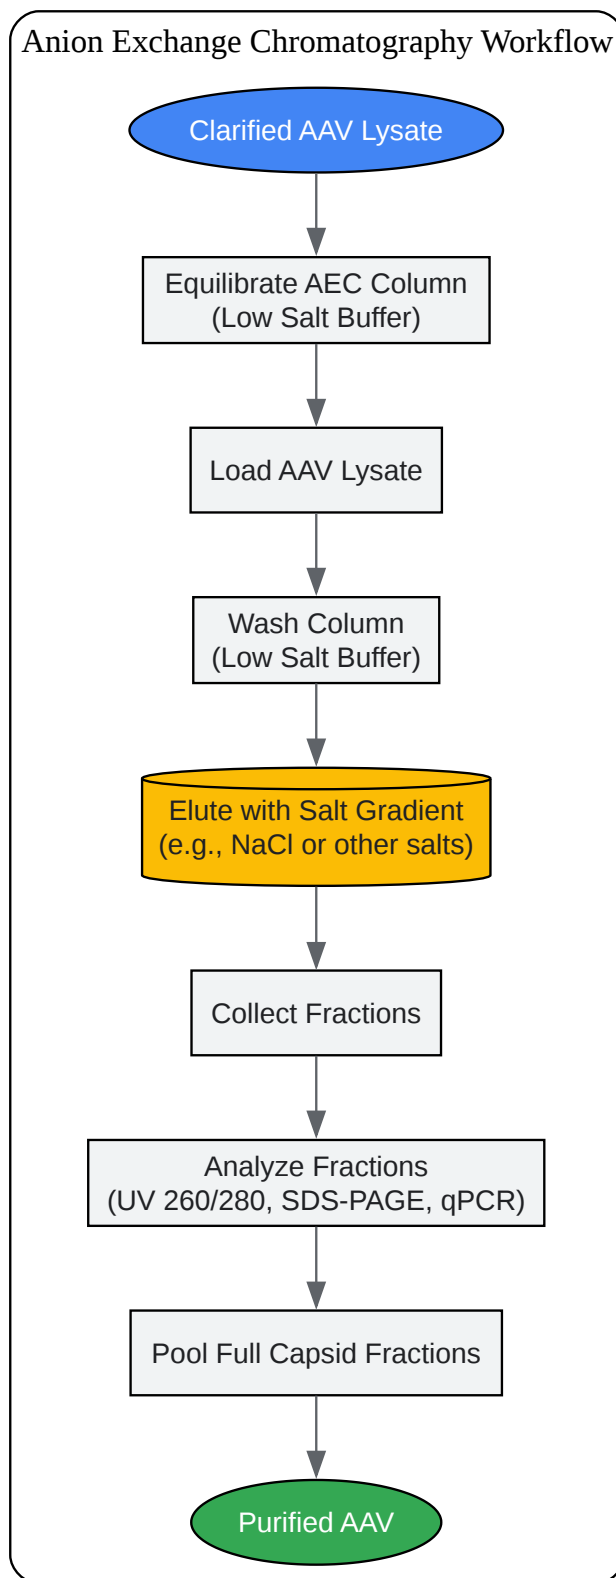 Anion Exchange Chromatography Workflow
Clarified AAV Lysate
Equilibrate AEC Column
(Low Salt Buffer)
Load AAV Lysate
Wash Column
(Low Salt Buffer)
Elute with Salt Gradient
(e.g., NaCl or other salts)
Collect Fractions
Analyze Fractions
(UV 260/280, SDS-PAGE, qPCR)
Pool Full Capsid Fractions
Purified AAV